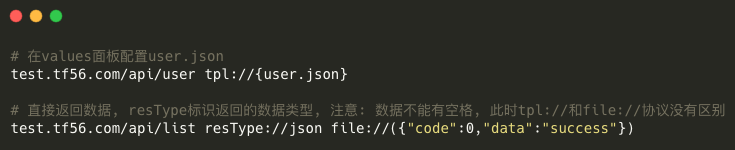 # 在values面板配置user.json
test.tf56.com/api/user tpl://{user.json}
# 直接返回数据, resType标识返回的数据类型, 注意: 数据不能有空格, 此时tpl://和file://协议没有区别
test.tf56.com/api/list resType://json file://({"code":0,"data":"success"})